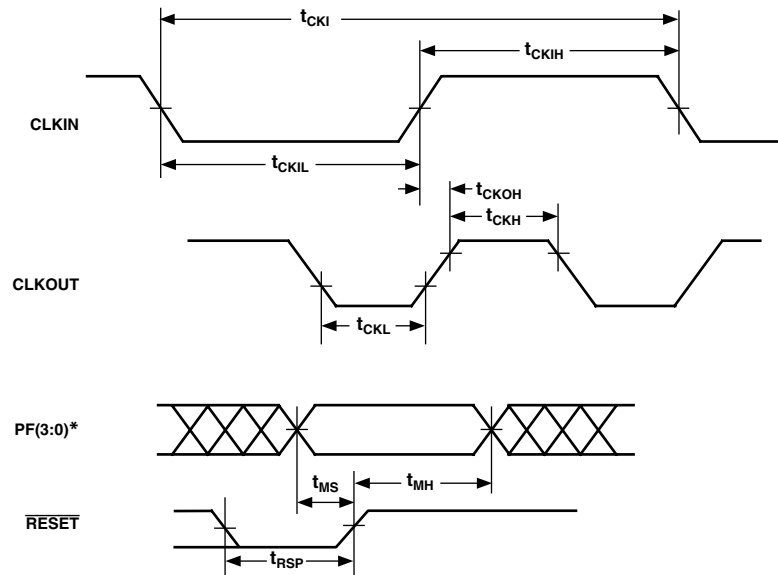 tCKI
tCKIH
CLKIN
tCKIL
tCKOH
tCKH
CLKOUT
tCKL
PF(3:0)*
tMS
tMH
RESET
tRSP